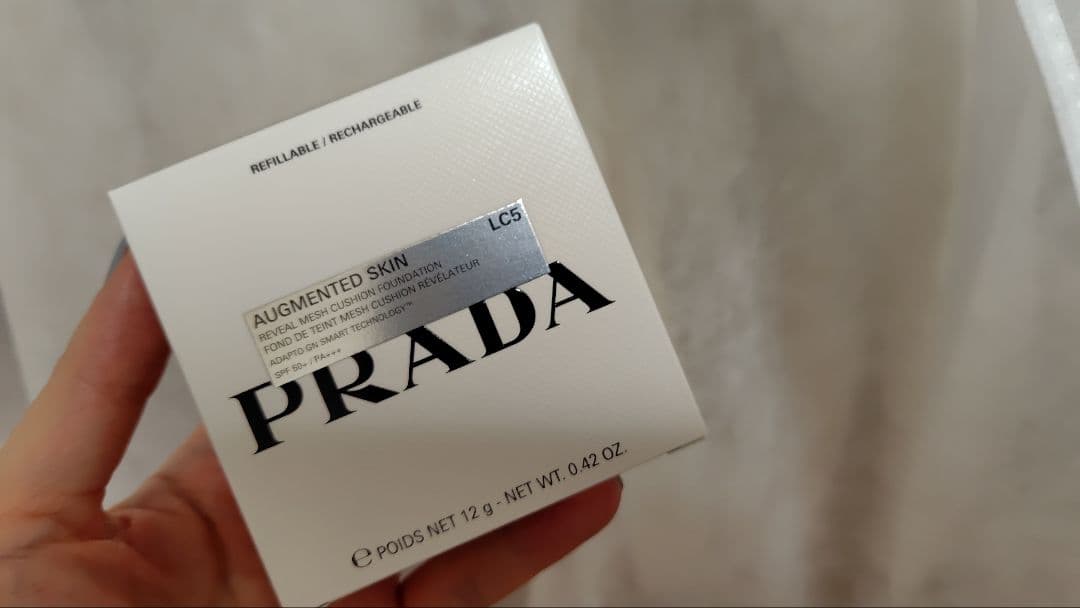 REFILLABLE / RECHARGEABLE
LC5
AUGMENTED SKIN
REVEAL MESH CUSHION FOUNDATION
FOND DE TEINT MESH CUSHION RÉVÉLATEUR
ADAPTO.GN SMART TECHNOLOGY™
SPF 50+ / PA+++
PRADA
℮ POIDS NET 12 g - NET WT. 0.42 OZ.